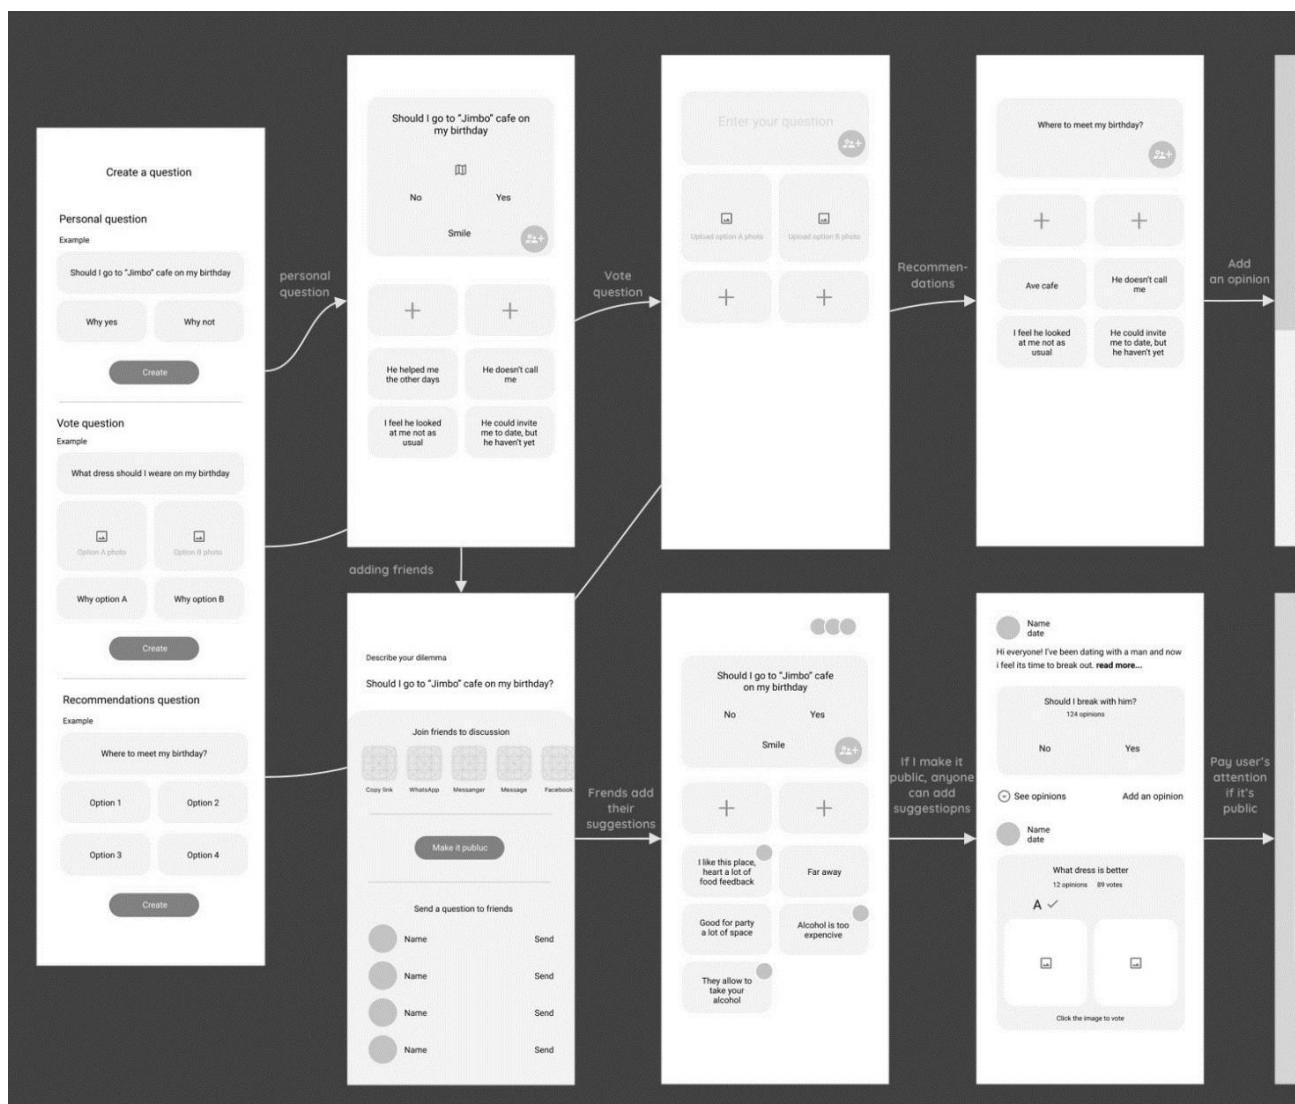 Create a question
Personal question
Example
Should I go to "Jimbo" cafe on my birthday
Why yes
Why not
Create
Vote question
Example
What dress should I weare on my birthday
Option A photo
Option B photo
Why option A
Why option B
Create
Recommendations question
Example
Where to meet my birthday?
Option 1
Option 2
Option 3
Option 4
Create
personal
question
Should I go to "Jimbo" cafe on
my birthday
No
Yes
Smile
He helped me
the other days
He doesn't call
me
I feel he looked
at me not as
usual
He could invite
me to date, but
he haven't yet
Vote
question
Enter your question
Upload option A photo
Upload option B photo
Recommen-
dations
Where to meet my birthday?
Ave cafe
He doesn't call
me
I feel he looked
at me not as
usual
He could invite
me to date, but
he haven't yet
Add
an opinion
adding friends
Describe your dilemma
Should I go to "Jimbo" cafe on my birthday?
Join friends to discussion
Copy link
WhatsApp
Messanger
Message
Facebook
Make it publuc
Send a question to friends
Name
Send
Name
Send
Name
Send
Name
Send
Frends add
their
suggestions
Should I go to "Jimbo" cafe
on my birthday
No
Yes
Smile
I like this place,
heart a lot of
food feedback
Far away
Good for party
a lot of space
Alcohol is too
expencive
They allow to
take your
alcohol
If I make it
public, anyone
can add
suggestiopns
Name
date
Hi everyone! I've been dating with a man and now
i feel its time to break out. read more...
Should I break with him?
124 opinions
No
Yes
See opinions
Add an opinion
Name
date
What dress is better
12 opinions 89 votes
A
Click the image to vote
Pay user's
attention
if it's
public